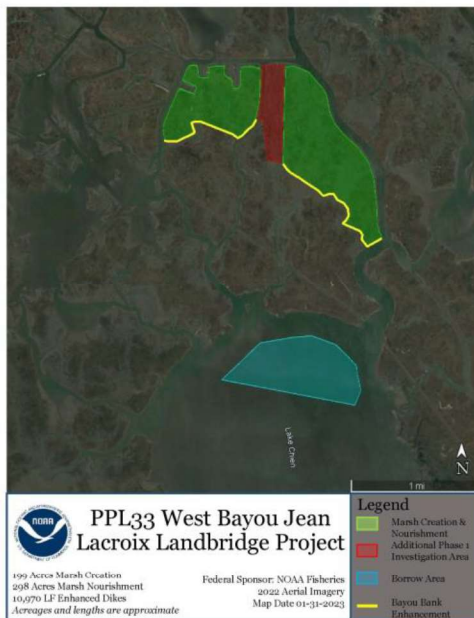 Lake Chien
N
1 mi
NOAA
PPL33 West Bayou Jean
Lacroix Landbridge Project
199 Acres Marsh Creation
298 Acres Marsh Nourishment
10,970 LF Enhanced Dikes
Acreages and lengths are approximate
Federal Sponsor: NOAA Fisheries
2022 Aerial Imagery
Map Date 01-31-2023
Legend
Marsh Creation &
Nourishment
Additional Phase 1
Investigation Area
Borrow Area
Bayou Bank
Enhancement